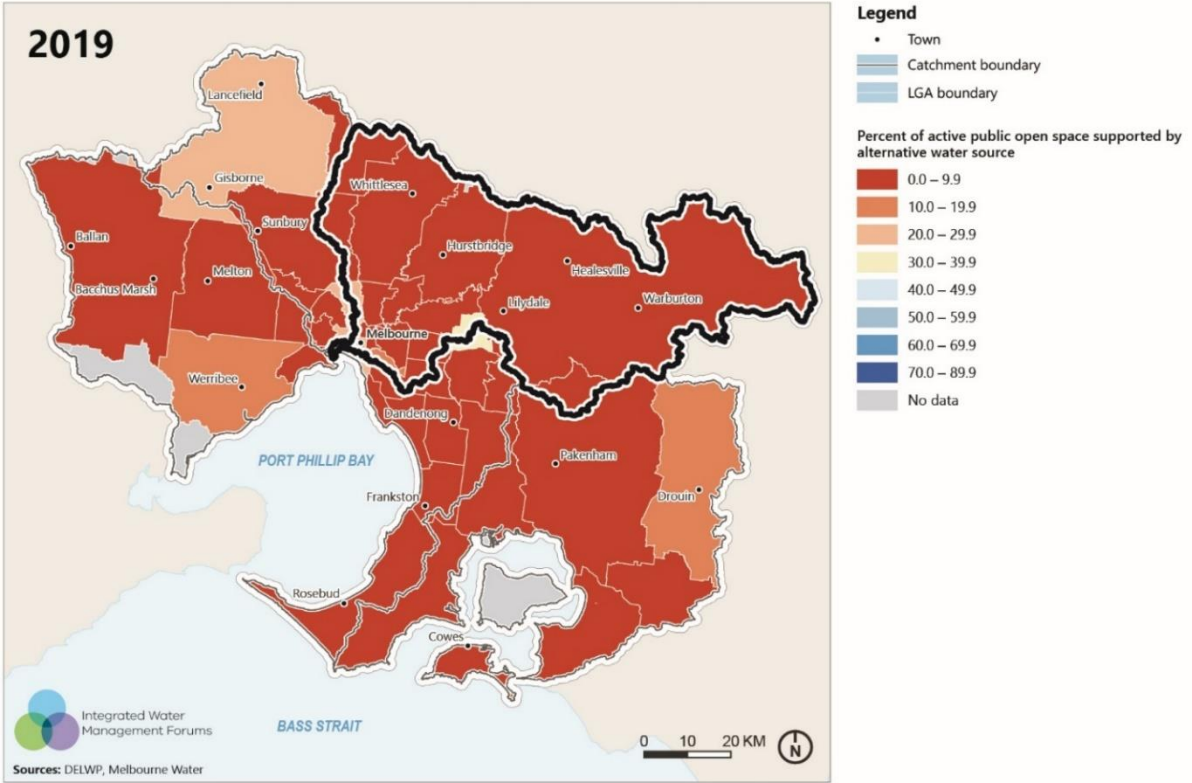 2019
Lancefield
Gisborne
Whittlesea
Sunbury
Ballan
Hurstbridge
Healesville
Melton
Bacchus Marsh
Lilydale
Warburton
Melbourne
Werribee
Dandenong
PORT PHILLIP BAY
Pakenham
Frankston
Drouin
Rosebud
Cowes
BASS STRAIT
Integrated Water
Management Forums
0 10 20 KM
N
Sources: DELWP, Melbourne Water
Legend
Town
Catchment boundary
LGA boundary
Percent of active public open space supported by
alternative water source
0.0 – 9.9
10.0 – 19.9
20.0 – 29.9
30.0 – 39.9
40.0 – 49.9
50.0 – 59.9
60.0 – 69.9
70.0 – 89.9
No data